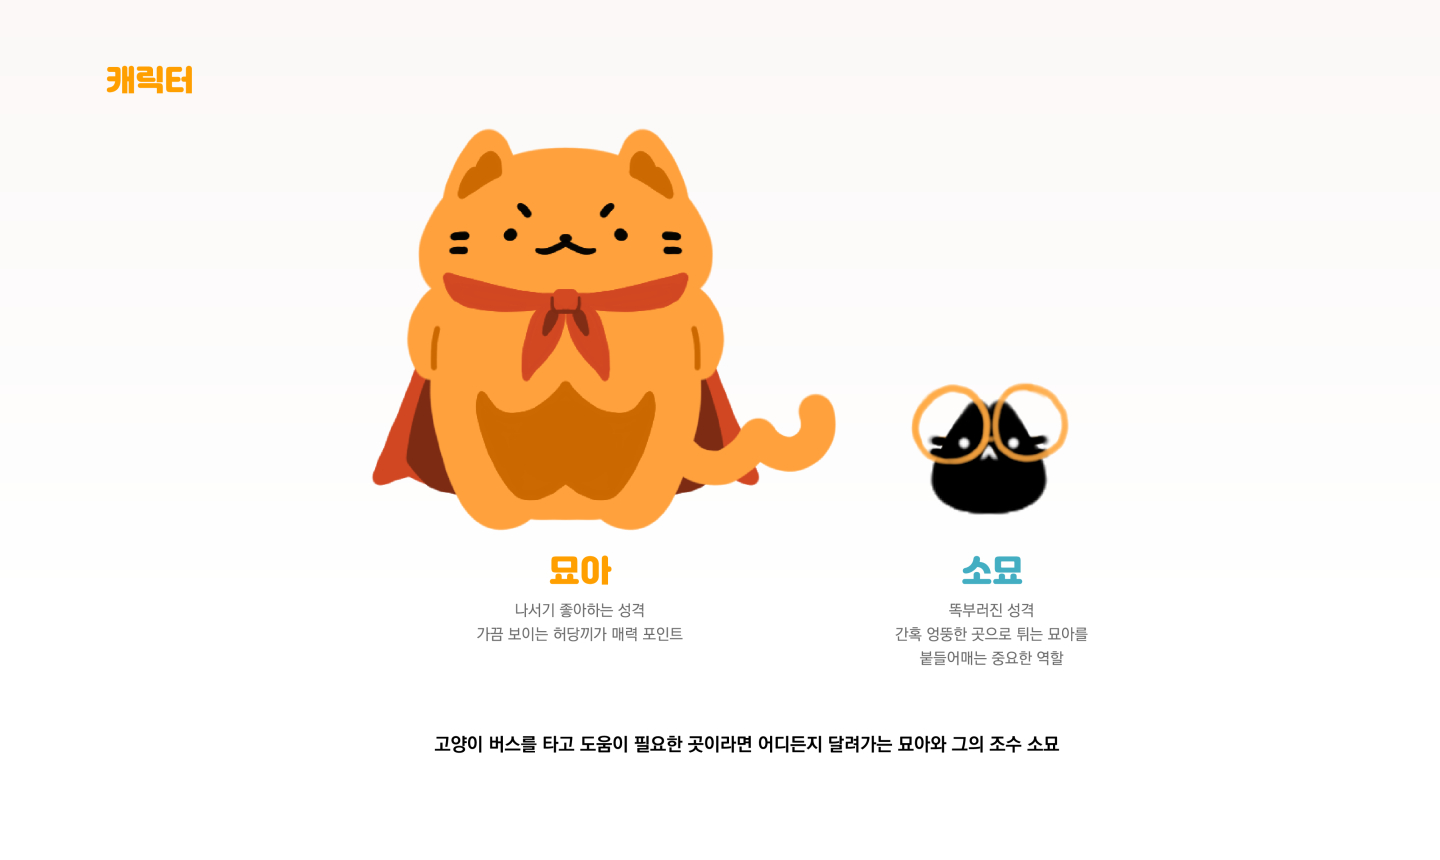 캐릭터
묘아
나서기 좋아하는 성격
가끔 보이는 허당끼가 매력 포인트
소묘
똑부러진 성격
간혹 엉뚱한 곳으로 튀는 묘아를
붙들어매는 중요한 역할
고양이 버스를 타고 도움이 필요한 곳이라면 어디든지 달려가는 묘아와 그의 조수 소묘